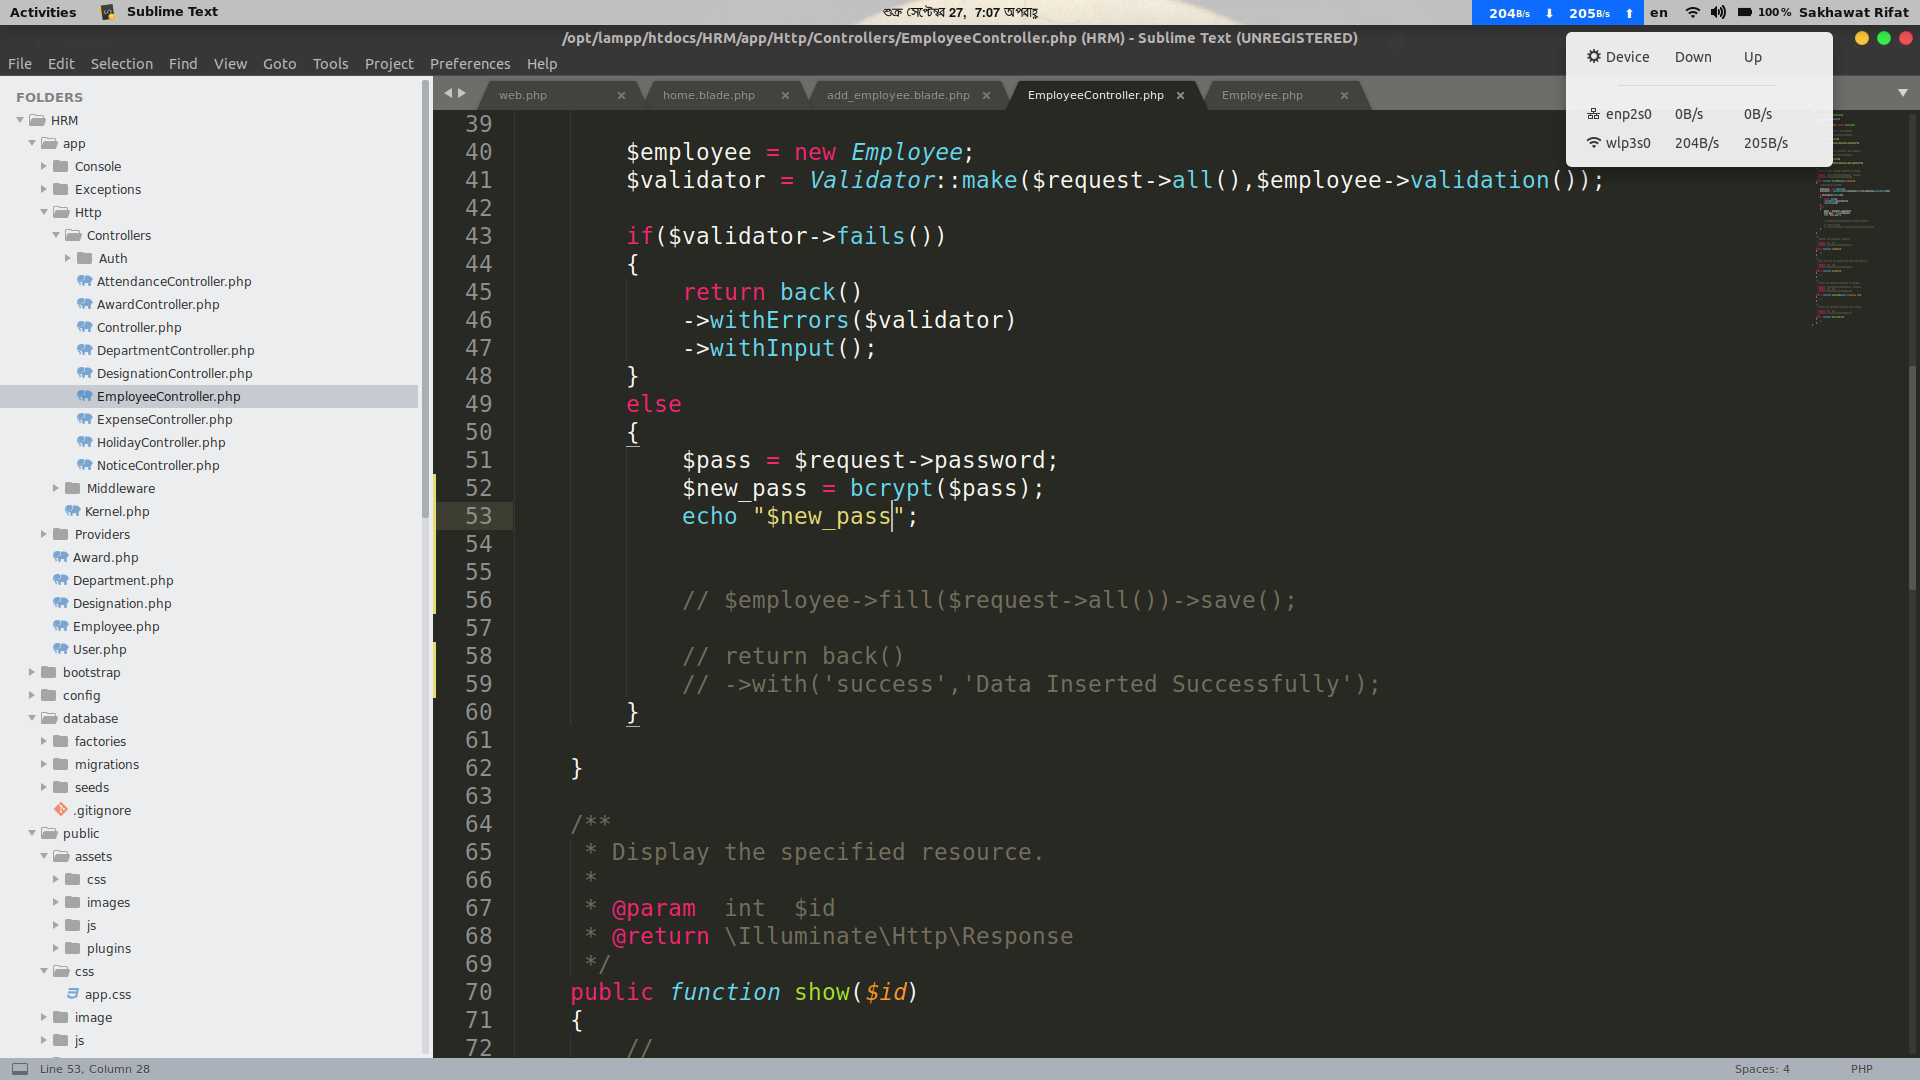 Activities
Sublime Text
শুক্র সেপ্টেম্বর 27, 7:07 অপরাহ্ণ
204B/s 205B/s
en
100 %
Sakhawat Rifat
/opt/lampp/htdocs/HRM/app/Http/Controllers/EmployeeController.php (HRM) - Sublime Text (UNREGISTERED)
File Edit Selection Find View Goto Tools Project Preferences Help
Device Down Up
enp2s0 0B/s 0B/s
wlp3s0 204B/s 205B/s
FOLDERS
HRM
app
Console
Exceptions
Http
Controllers
Auth
AttendanceController.php
AwardController.php
Controller.php
DepartmentController.php
DesignationController.php
EmployeeController.php
ExpenseController.php
HolidayController.php
NoticeController.php
Middleware
Kernel.php
Providers
Award.php
Department.php
Designation.php
Employee.php
User.php
bootstrap
config
database
factories
migrations
seeds
.gitignore
public
assets
css
images
js
plugins
css
app.css
image
js
web.php
home.blade.php
add_employee.blade.php
EmployeeController.php
Employee.php
39
40 $employee = new Employee;
41 $validator = Validator::make($request->all(),$employee->validation());
42
43 if($validator->fails())
44 {
45 return back()
46 ->withErrors($validator)
47 ->withInput();
48 }
49 else
50 {
51 $pass = $request->password;
52 $new_pass = bcrypt($pass);
53 echo "$new_pass";
54
55
56 // $employee->fill($request->all())->save();
57
58 // return back()
59 // ->with('success','Data Inserted Successfully');
60 }
61
62 }
63
64 /**
65 * Display the specified resource.
66 *
67 * @param  int  $id
68 * @return \Illuminate\Http\Response
69 */
70 public function show($id)
71 {
72 //
Line 53, Column 28
Spaces: 4
PHP